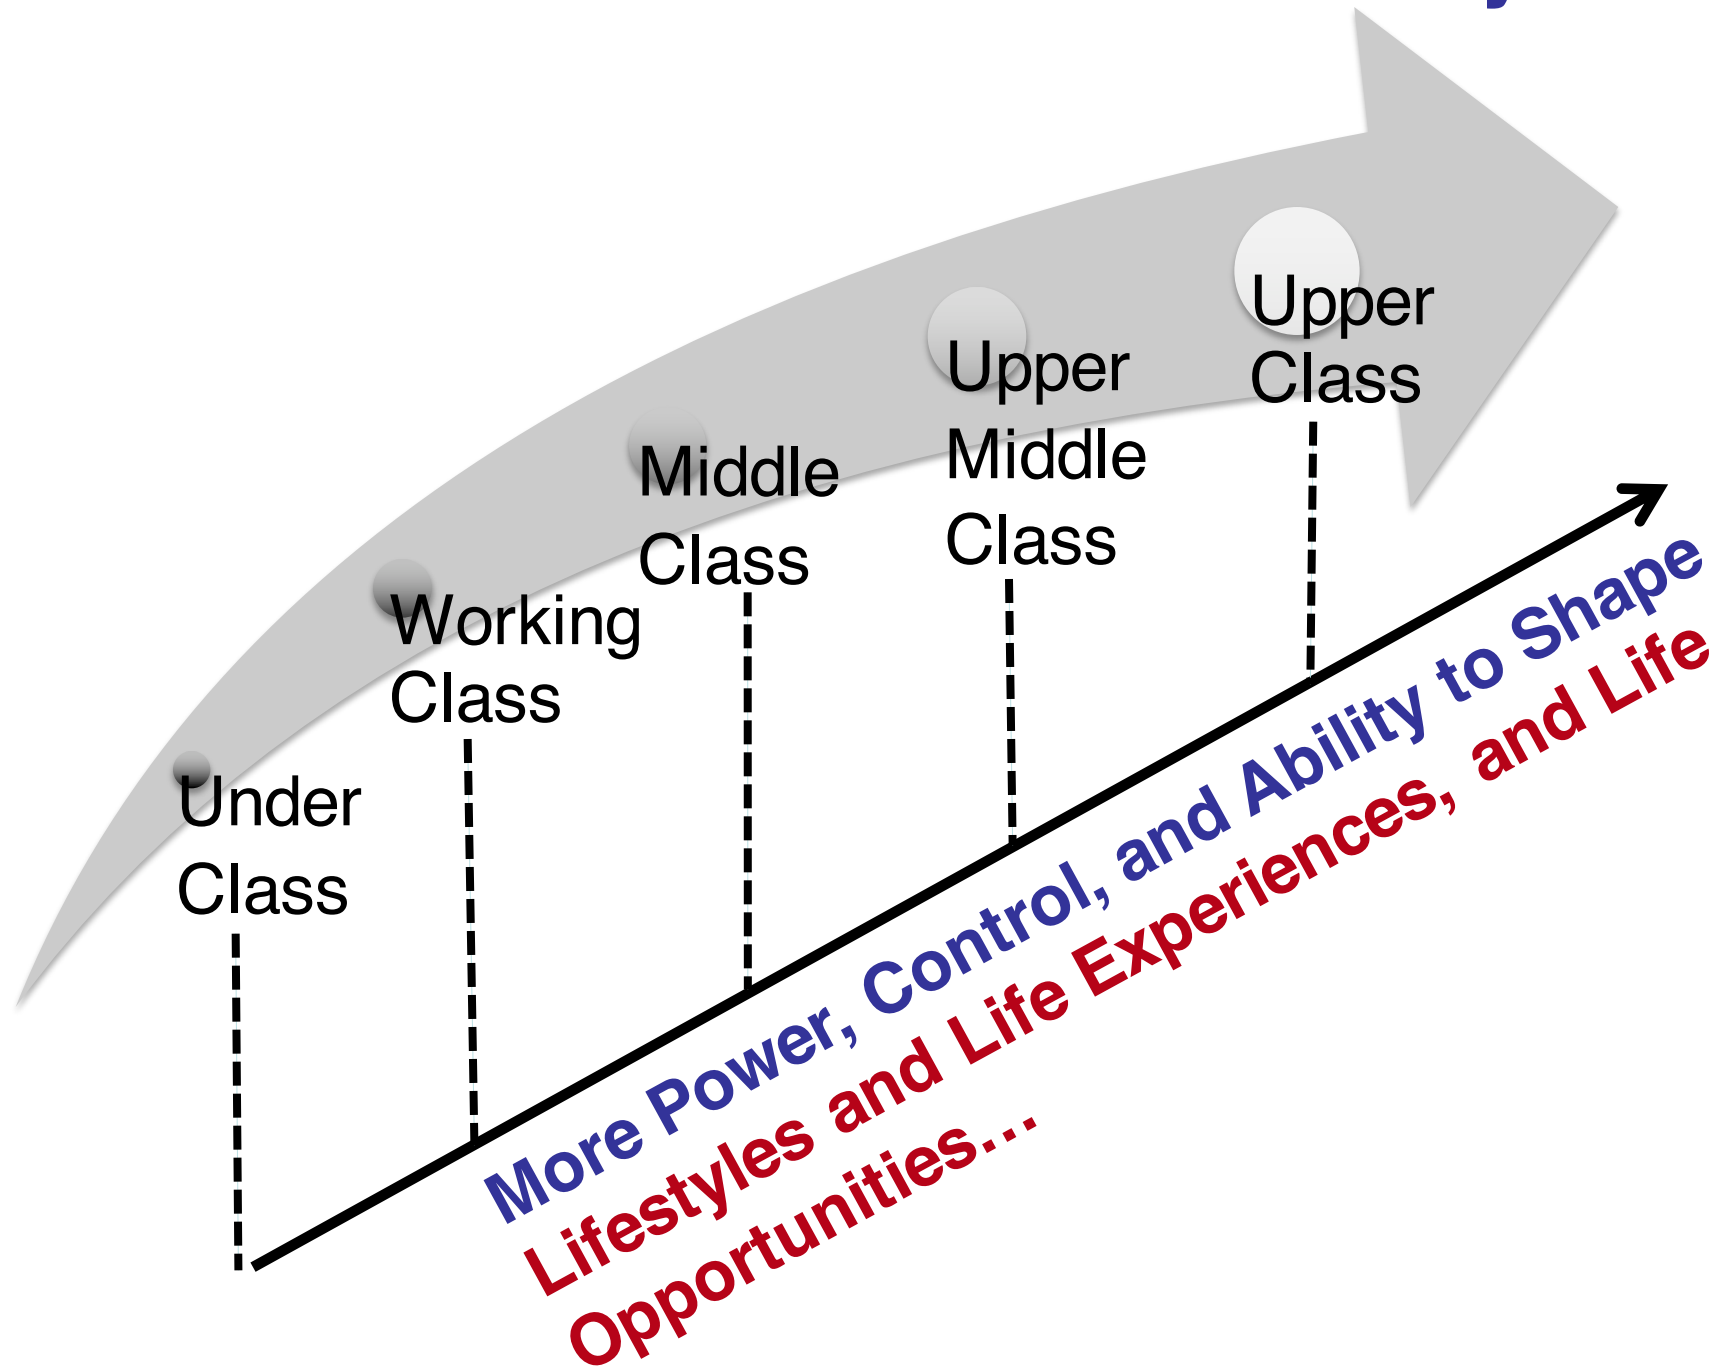 Under
Class
Working
Class
Middle
Class
Upper
Middle
Class
Upper
Class
More Power, Control, and Ability to Shape
Lifestyles and Life Experiences, and Life
Opportunities…